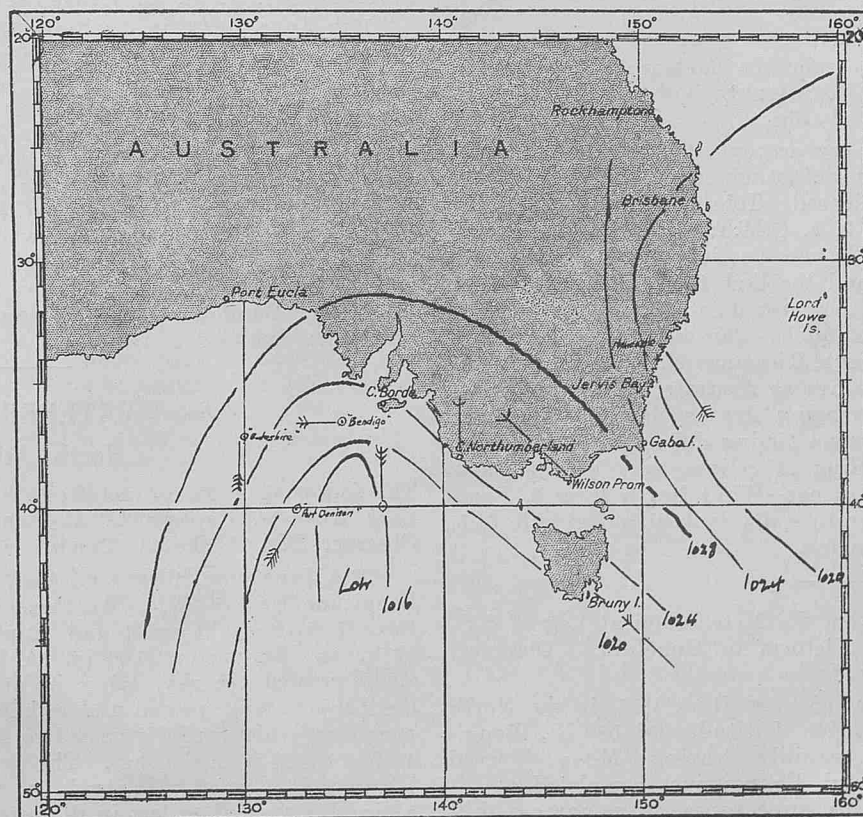 120° 130° 140° 150° 160°
20° 20°
Rockhampton
AUSTRALIA
Brisbane
30° 30°
Port Eucla
Lord
Howe
Is.
Newcastle
Jervis Bay
C. Borda
"Bendigo"
C. Northumberland
Gabo I.
Wilson Prom.
40° 40°
"Port Denison"
1028
1024
1020
Low
1016
Bruny I.
1024
1020
50°
120° 130° 140° 150° 160°